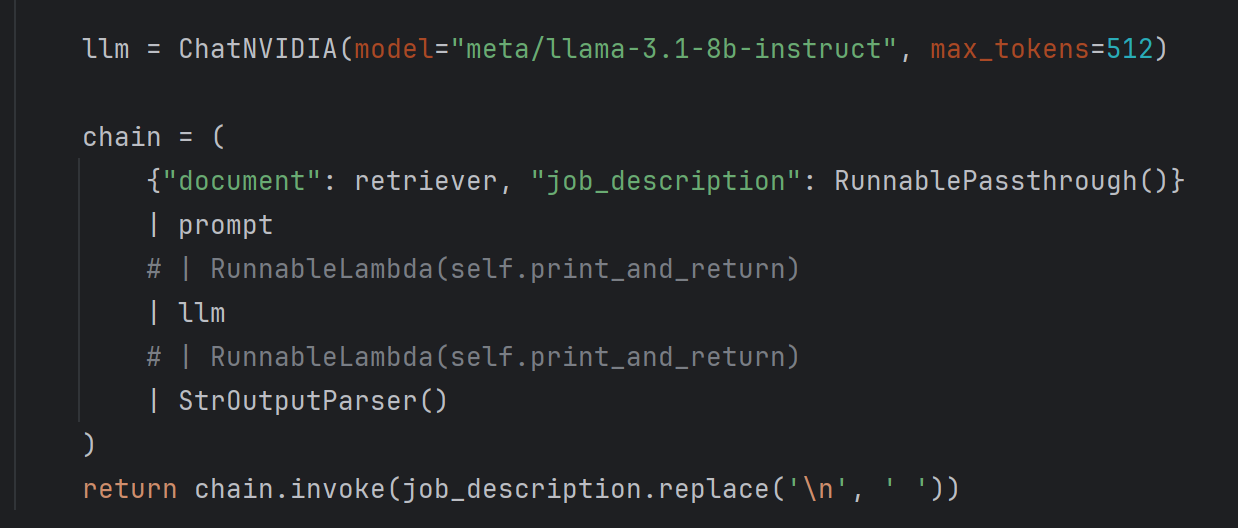 llm = ChatNVIDIA(model="meta/llama-3.1-8b-instruct", max_tokens=512)
chain = (
{"document": retriever, "job_description": RunnablePassthrough()}
| prompt
# | RunnableLambda(self.print_and_return)
| llm
# | RunnableLambda(self.print_and_return)
| StrOutputParser()
)
return chain.invoke(job_description.replace('\n', ' '))